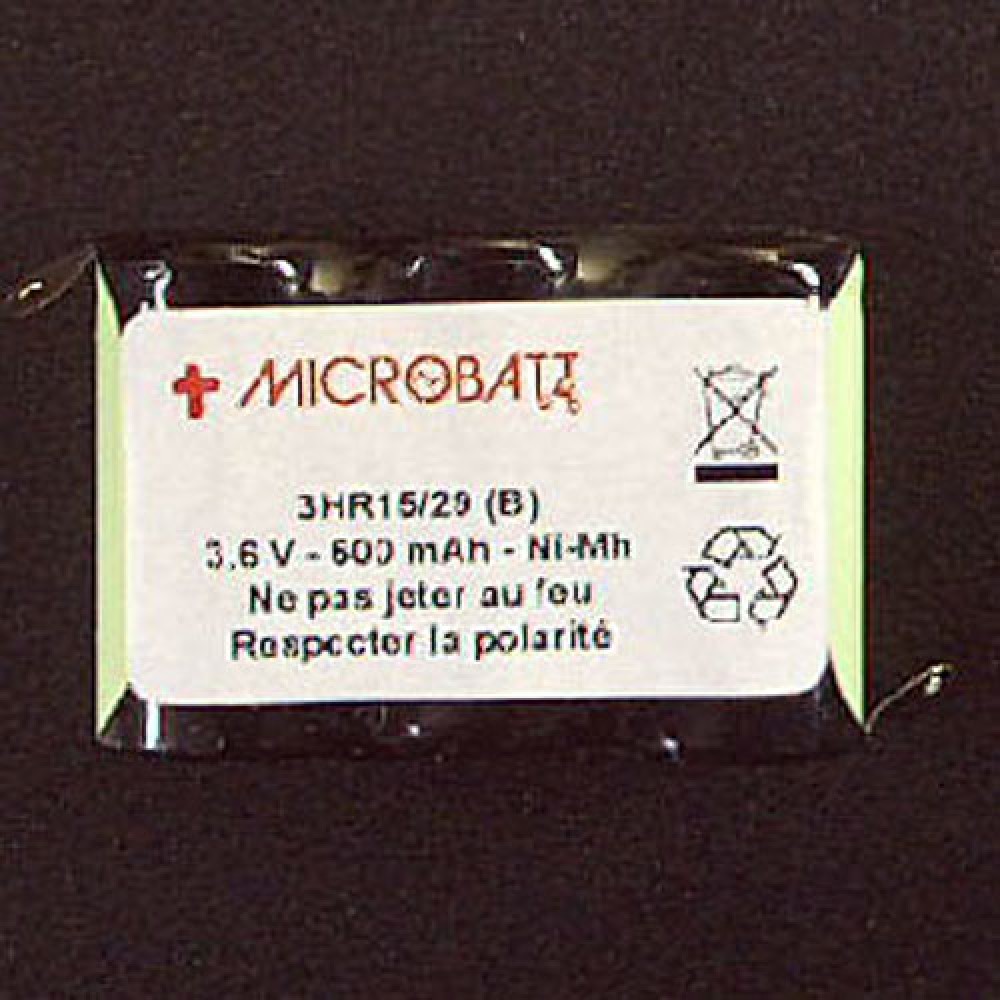 MICROBATT
3HR15/29 (B)
3,6 V - 600 mAh - Ni-Mh
Ne pas jeter au feu
Respecter la polarité